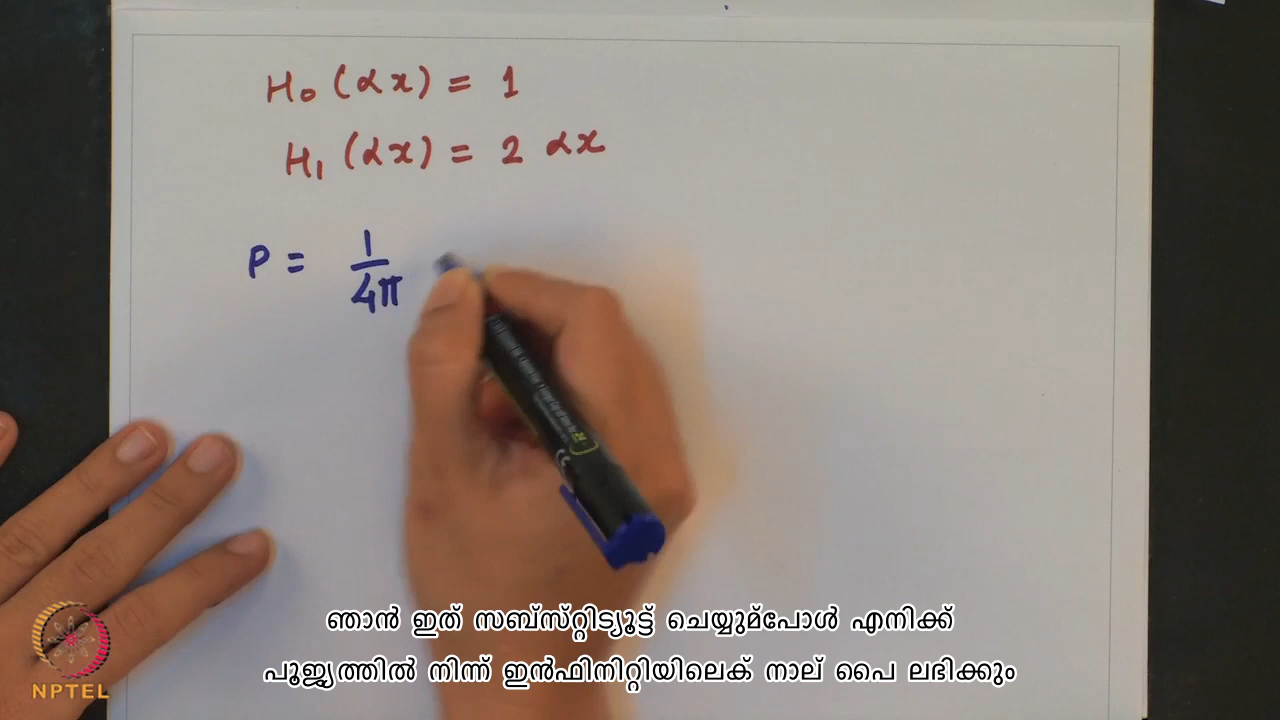 H₀ (αx) = 1
H₁ (αx) = 2 αx
P = 1/4π
ഞാൻ ഇത് സബ്സ്റ്റിട്യൂട്ട് ചെയ്യുമ്പോൾ എനിക്ക്
പൂജ്യത്തിൽ നിന്ന് ഇൻഫിനിറ്റിയിലെക് നാല് പൈ ലഭിക്കും
NPTEL